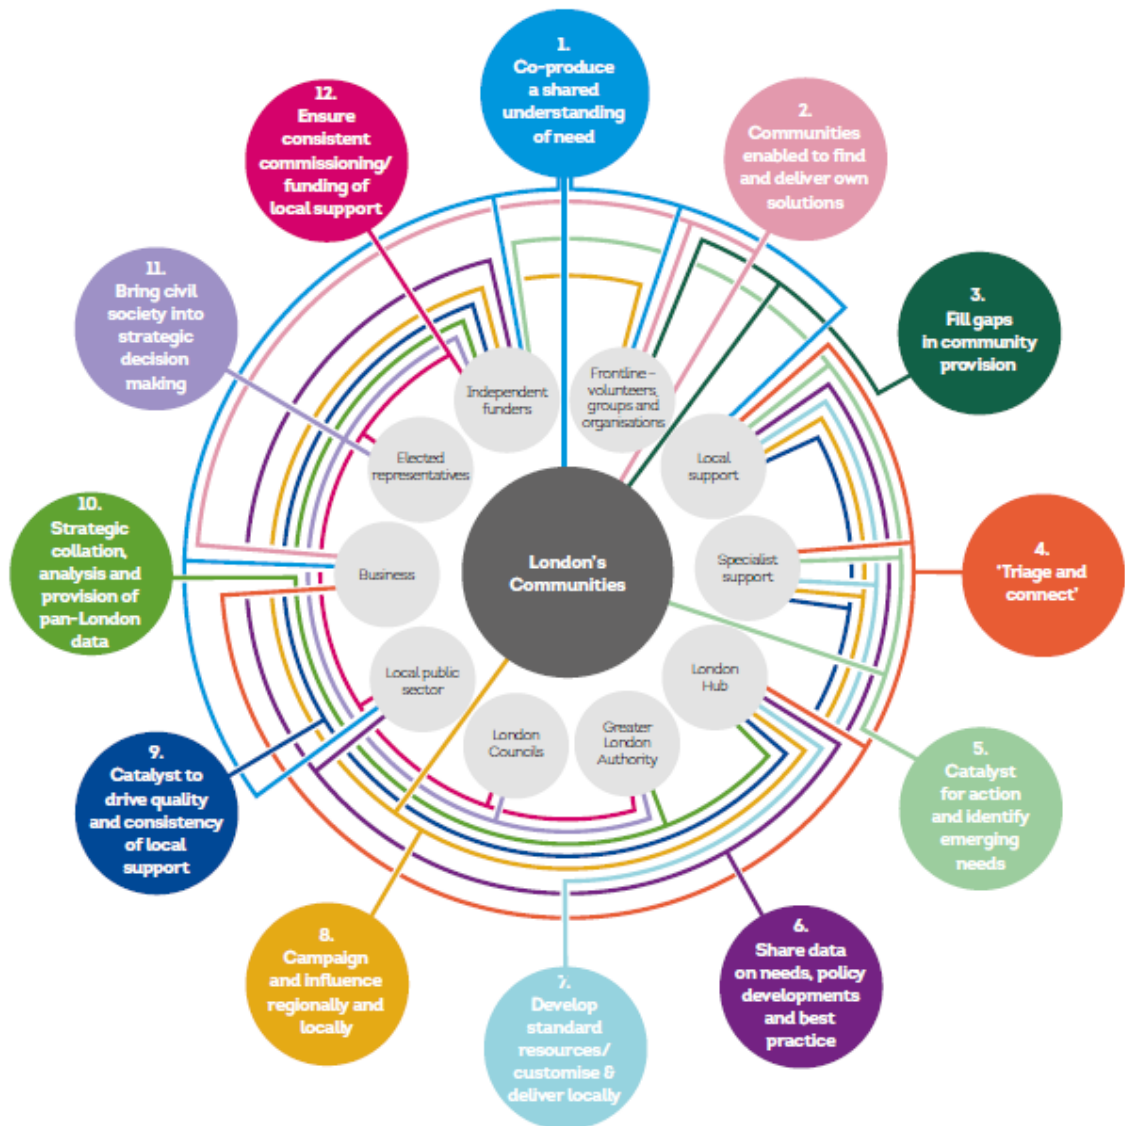 1.
Co-produce
a shared
understanding
of need
2.
Communities
enabled to find
and deliver own
solutions
3.
Fill gaps
in community
provision
4.
'Triage and
connect'
5.
Catalyst
for action
and identify
emerging
needs
6.
Share data
on needs, policy
developments
and best
practice
7.
Develop
standard
resources/
customise &
deliver locally
8.
Campaign
and influence
regionally and
locally
9.
Catalyst to
drive quality
and consistency
of local
support
10.
Strategic
collation,
analysis and
provision of
pan-London
data
11.
Bring civil
society into
strategic
decision
making
12.
Ensure
consistent
commissioning/
funding of
local support
Independent
funders
Frontline –
volunteers,
groups and
organisations
Local
support
Specialist
support
London
Hub
Greater
London
Authority
London
Councils
Local public
sector
Business
Elected
representatives
London's
Communities